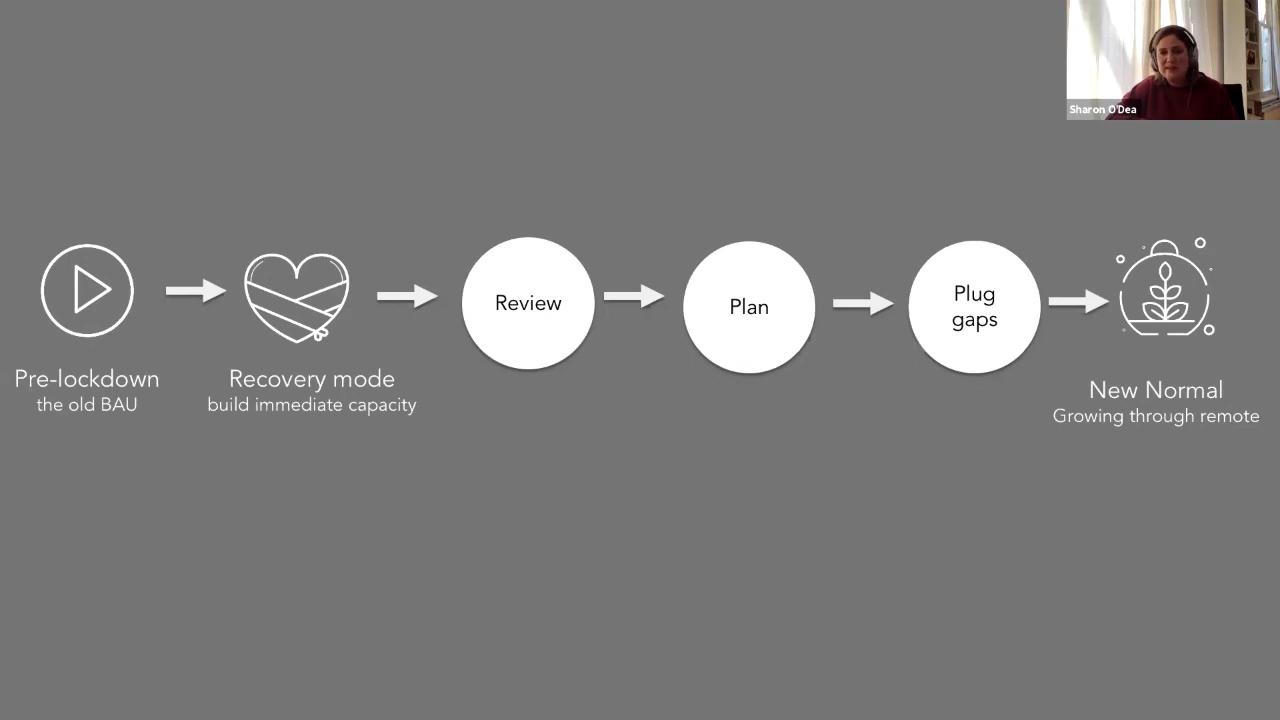 Sharon O'Dea
Review
Plan
Plug
gaps
Pre-lockdown
the old BAU
Recovery mode
build immediate capacity
New Normal
Growing through remote